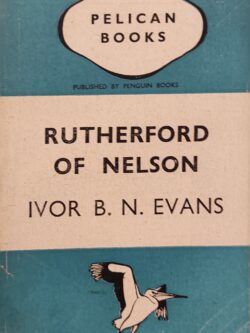 PELICAN
BOOKS
PUBLISHED BY PENGUIN BOOKS
RUTHERFORD
OF NELSON
IVOR B. N. EVANS